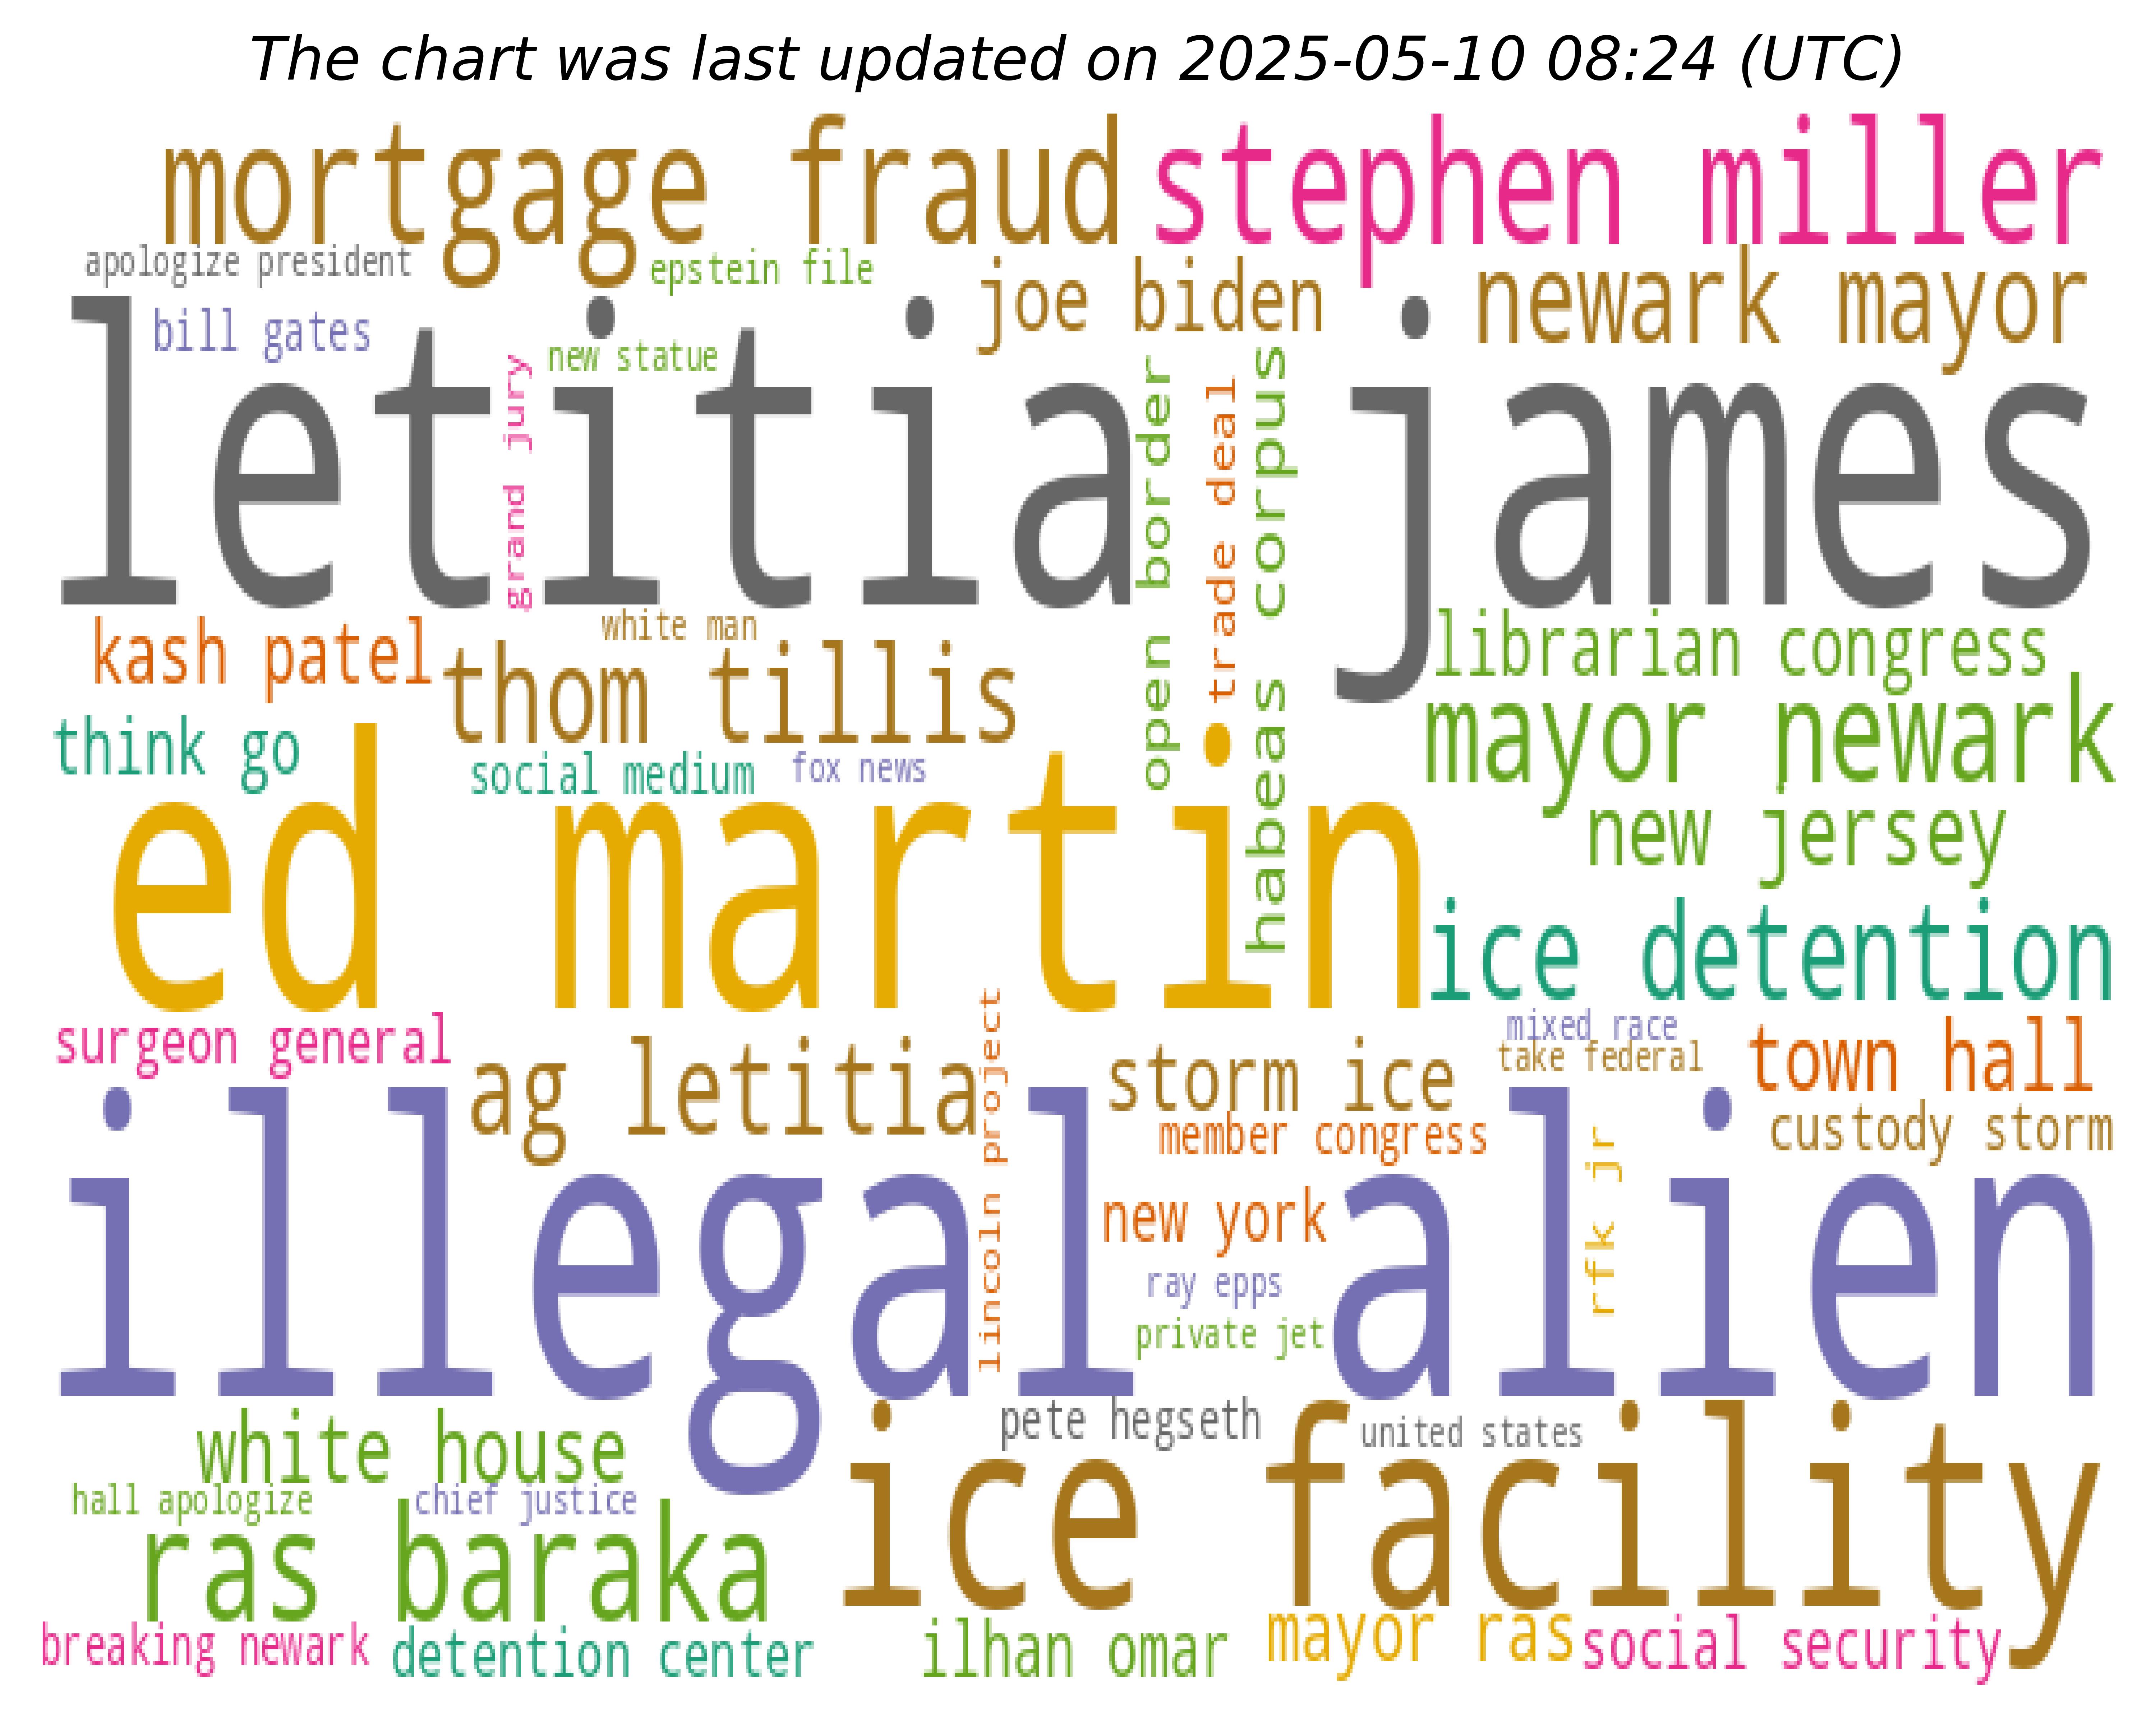 The chart was last updated on 2025-05-10 08:24 (UTC)
mortgage fraud
stephen miller
apologize president
epstein file
joe biden
newark mayor
bill gates
new statue
letitia james
grand jury
open border
trade deal
habeas corpus
kash patel
white man
thom tillis
librarian congress
mayor newark
think go
social medium
fox news
new jersey
ed martin
ice detention
surgeon general
mixed race
take federal
town hall
ag letitia
lincoln project
storm ice
member congress
custody storm
rfk jr
illegal alien
new york
ray epps
private jet
white house
pete hegseth
united states
hall apologize
chief justice
ice facility
ras baraka
breaking newark
detention center
ilhan omar
mayor ras
social security